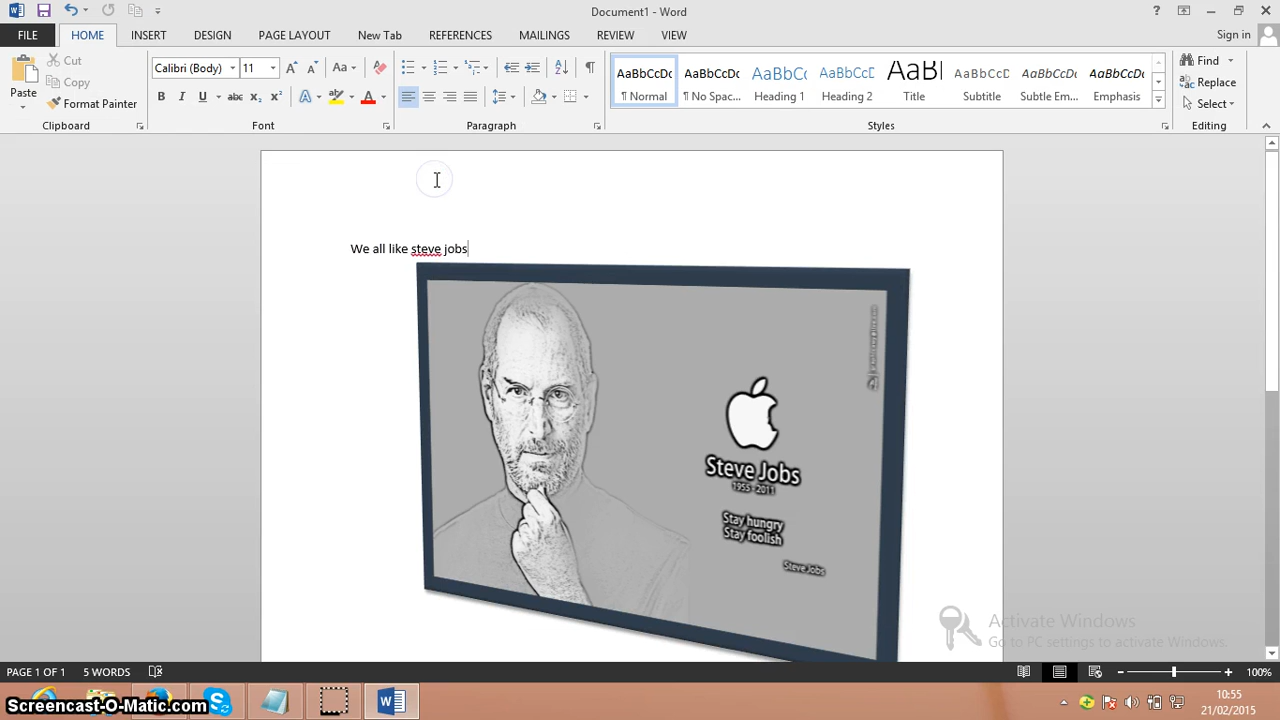 Document1 - Word
?
FILE HOME INSERT DESIGN PAGE LAYOUT New Tab REFERENCES MAILINGS REVIEW VIEW Sign in
Paste
Cut
Copy
Format Painter
Clipboard
Calibri (Body) 11 Aa
B I U abc x2 x2 A A
Font
Paragraph
AaBbCcDc AaBbCcDc AaBbCc AaBbCcE AaBl AaBbCcD AaBbCcDc AaBbCcDc
¶ Normal ¶ No Spac... Heading 1 Heading 2 Title Subtitle Subtle Em... Emphasis
Styles
Find
Replace
Select
Editing
We all like steve jobs
Steve Jobs
1955 - 2011
Stay hungry
Stay foolish
Steve Jobs
Activate Windows
Go to PC settings to activate Windows.
PAGE 1 OF 1 5 WORDS 100%
Screencast-O-Matic.com
10:55
21/02/2015